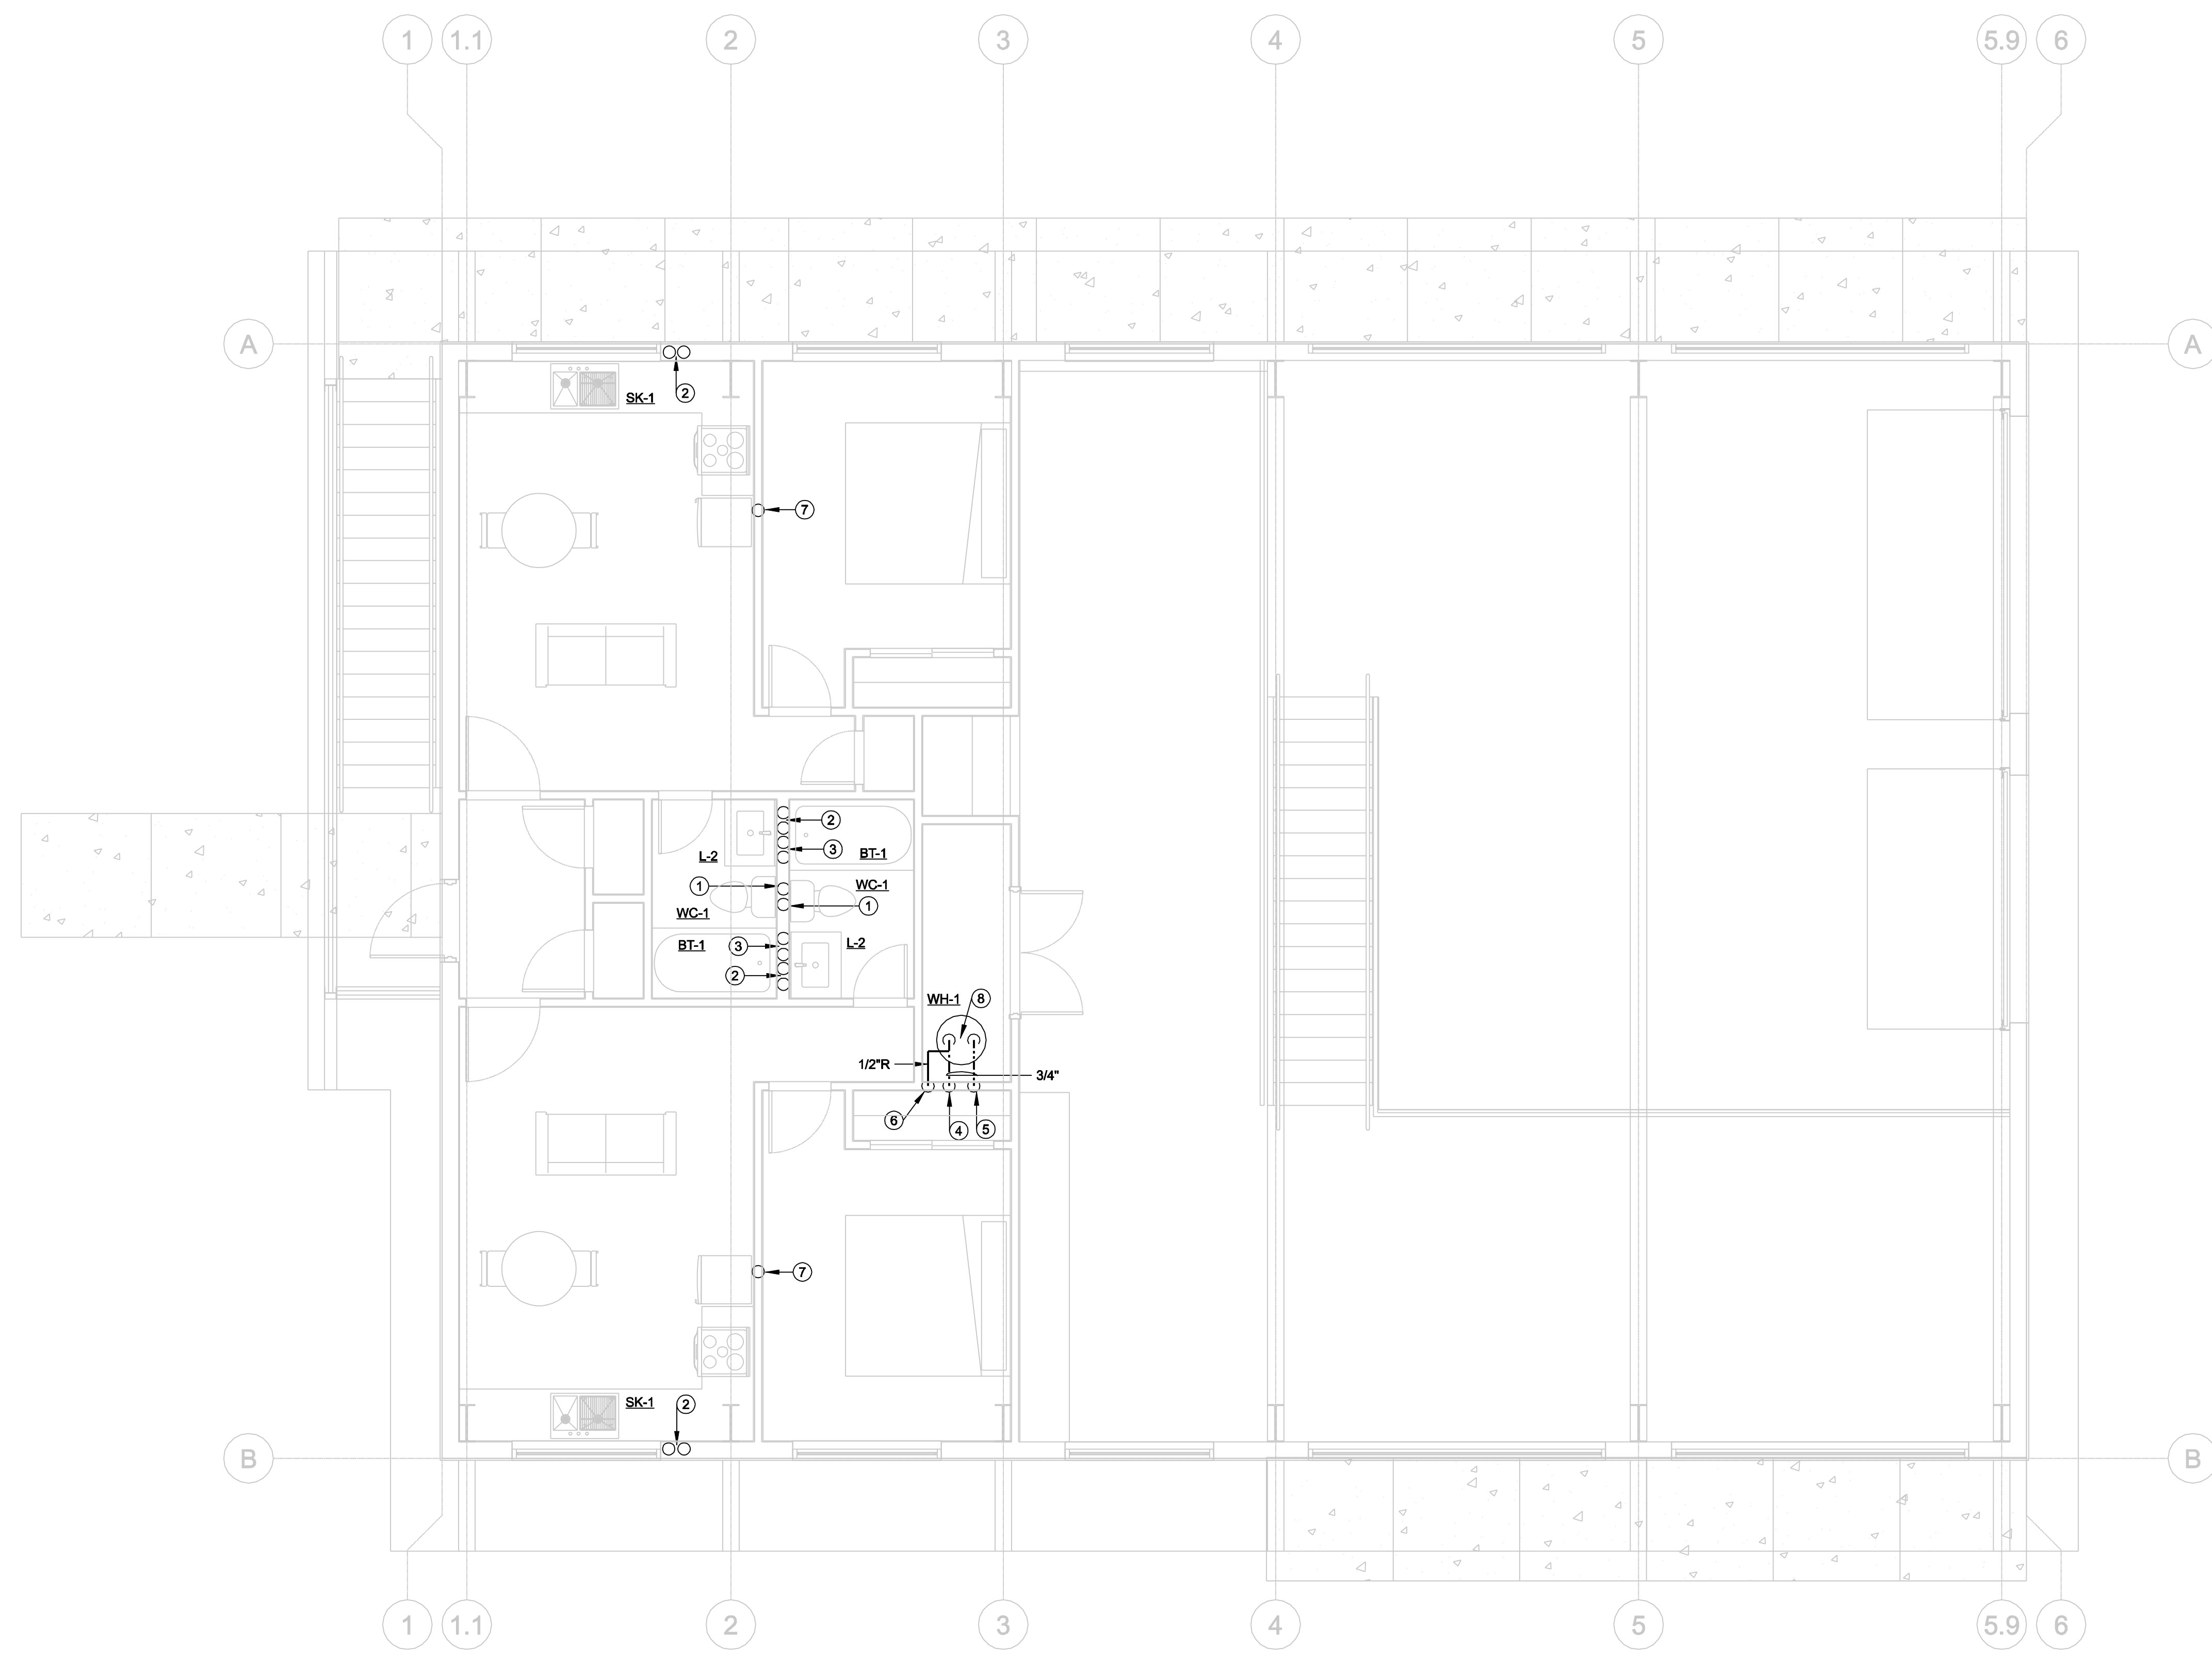 1 1.1 2 3 4 5 5.9 6
A A
2
SK-1
7
2
3
L-2 BT-1
1 WC-1
WC-1 1
3 BT-1 L-2
2
WH-1 8
1/2"R 3/4"
6 4 5
7
SK-1 2
B B
1 1.1 2 3 4 5 5.9 6